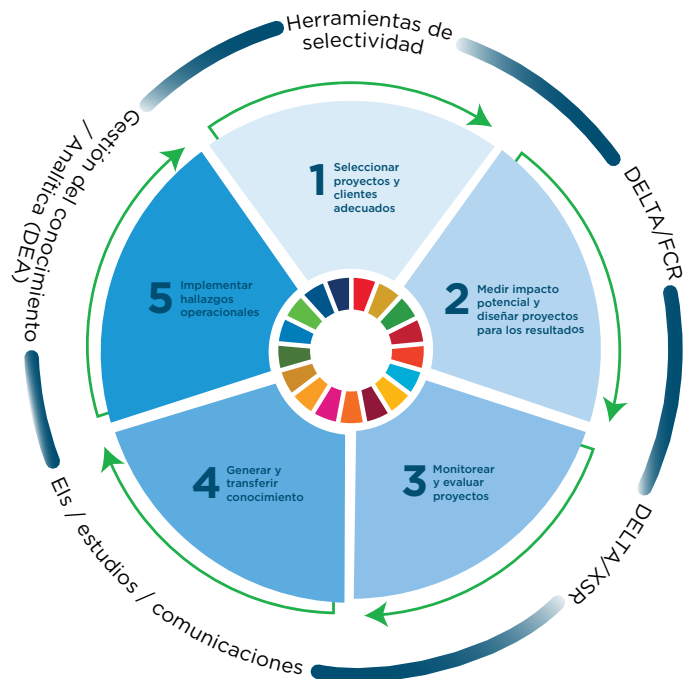 Herramientas de
selectividad
DELTA/FCR
DELTA/XSR
EIs / estudios / comunicaciones
Gestión del conocimiento
/ Analítica (DEA)
1
Seleccionar
proyectos y
clientes
adecuados
2
Medir impacto
potencial y
diseñar proyectos
para los resultados
3
Monitorear
y evaluar
proyectos
4
Generar y
transferir
conocimiento
5
Implementar
hallazgos
operacionales